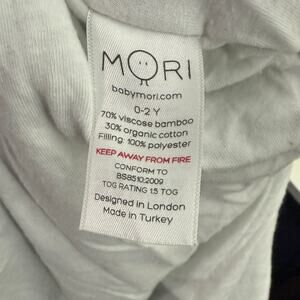 MORI
babymori.com
0-2 Y
70% viscose bamboo
30% organic cotton
Filling: 100% polyester
KEEP AWAY FROM FIRE
CONFORM TO
BS8510:2009
TOG RATING 1.5 TOG
Designed in London
Made in Turkey